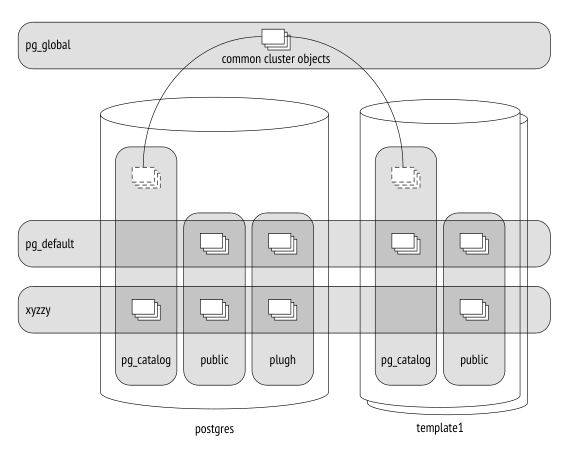 pg_global
common cluster objects
pg_default
xyzzy
pg_catalog
public
plugh
pg_catalog
public
postgres
template1